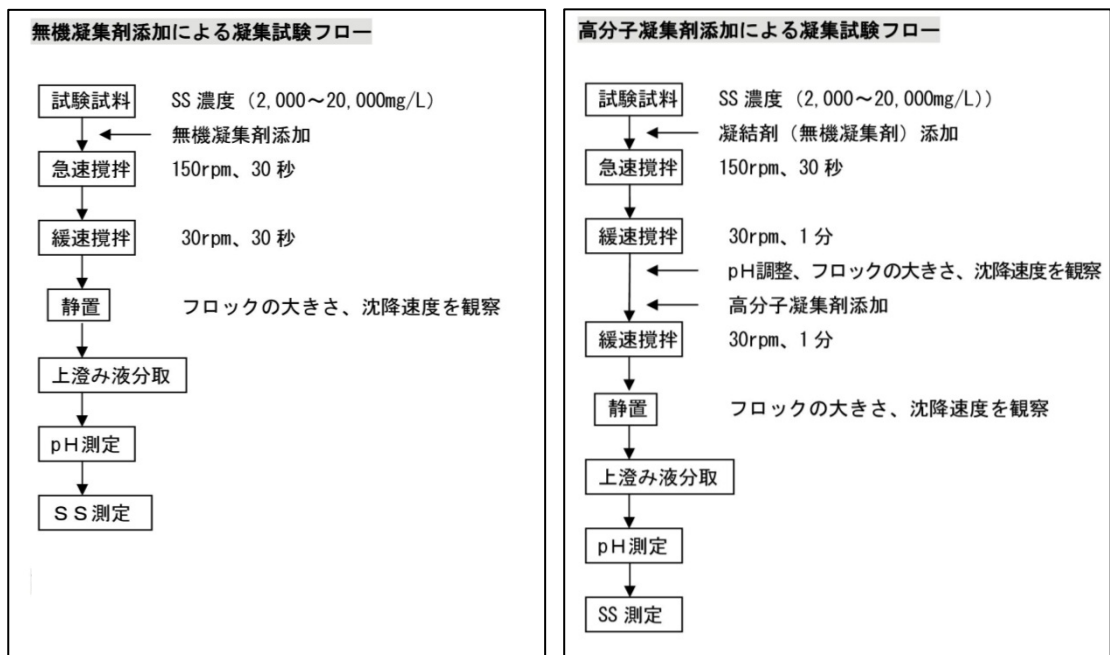 無機凝集剤添加による凝集試験フロー
試験試料 SS 濃度（2,000～20,000mg/L）
無機凝集剤添加
急速撹拌 150rpm、30 秒
緩速撹拌 30rpm、30 秒
静置 フロックの大きさ、沈降速度を観察
上澄み液分取
pH測定
ＳＳ測定
高分子凝集剤添加による凝集試験フロー
試験試料 SS 濃度（2,000～20,000mg/L））
凝結剤（無機凝集剤）添加
急速撹拌 150rpm、30 秒
緩速撹拌 30rpm、1 分
pH調整、フロックの大きさ、沈降速度を観察
高分子凝集剤添加
緩速撹拌 30rpm、1 分
静置 フロックの大きさ、沈降速度を観察
上澄み液分取
pH測定
SS 測定